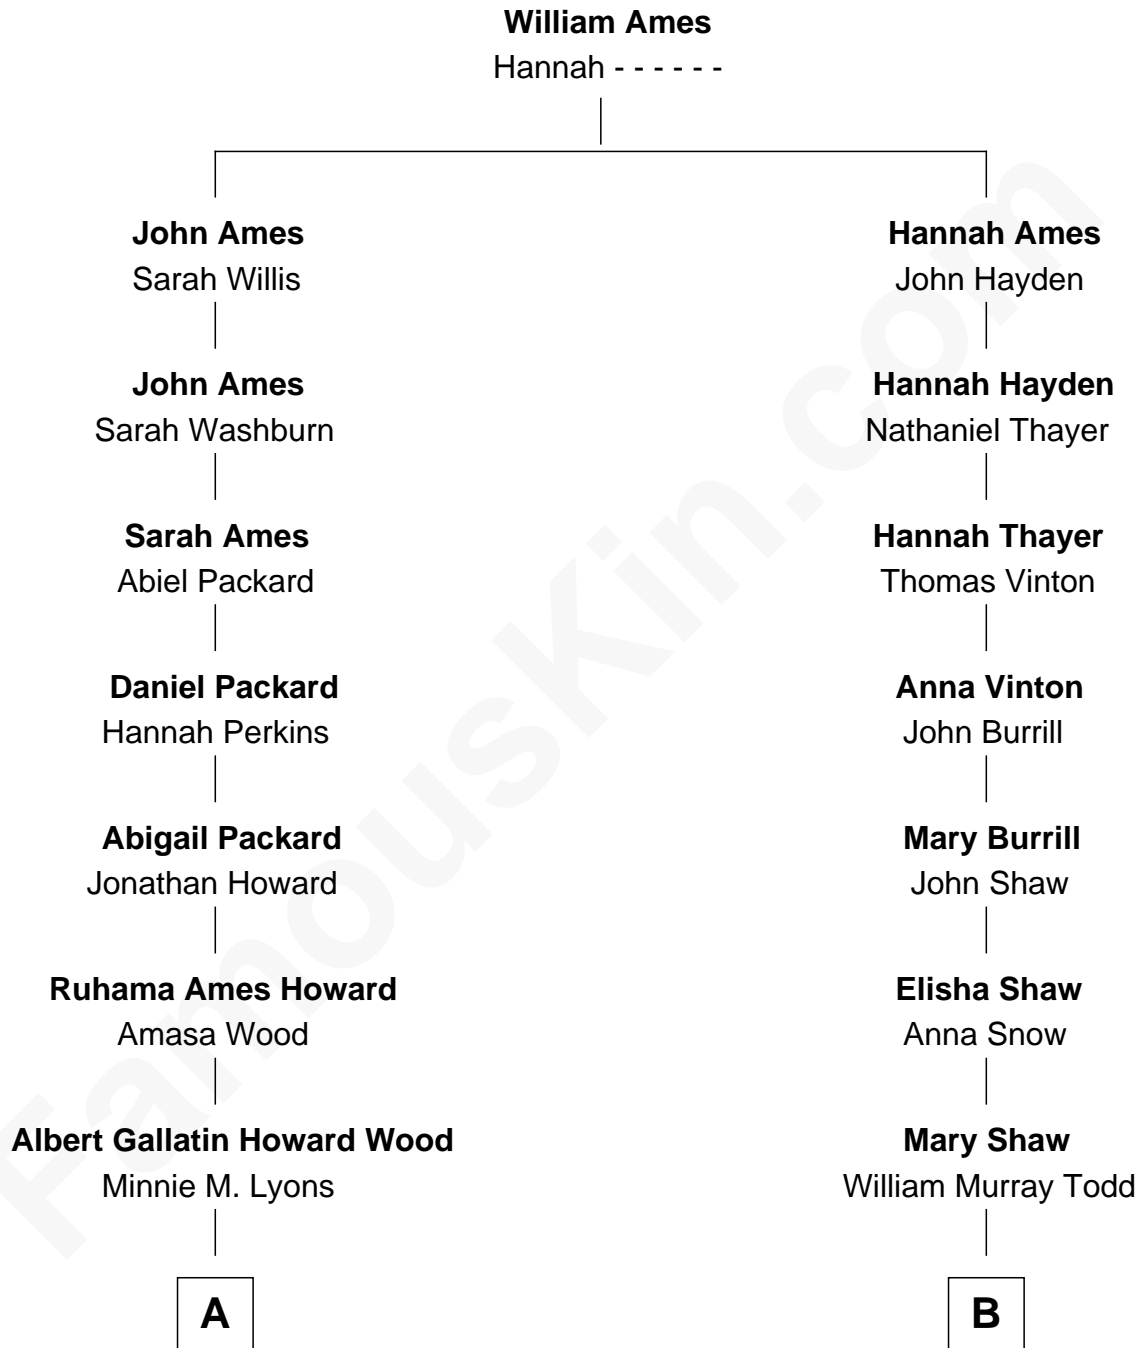 William Ames
Hannah - - - - - -
John Ames
Sarah Willis
Hannah Ames
John Hayden
John Ames
Sarah Washburn
Hannah Hayden
Nathaniel Thayer
Sarah Ames
Abiel Packard
Hannah Thayer
Thomas Vinton
Daniel Packard
Hannah Perkins
Anna Vinton
John Burrill
Abigail Packard
Jonathan Howard
Mary Burrill
John Shaw
Ruhama Ames Howard
Amasa Wood
Elisha Shaw
Anna Snow
Albert Gallatin Howard Wood
Minnie M. Lyons
Mary Shaw
William Murray Todd
A
B
FamousKin.com